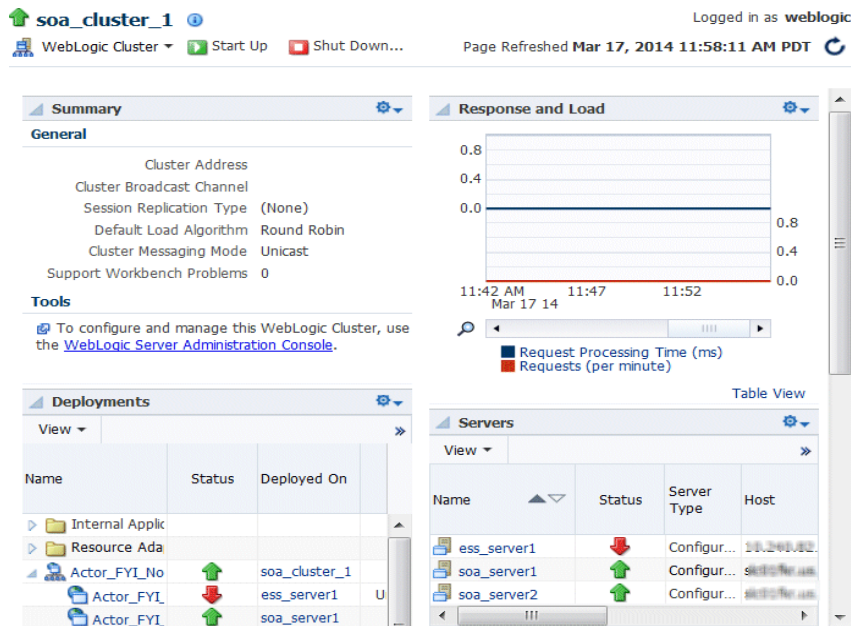 soa_cluster_1
Logged in as weblogic
WebLogic Cluster Start Up Shut Down...
Page Refreshed Mar 17, 2014 11:58:11 AM PDT
Summary
General
Cluster Address
Cluster Broadcast Channel
Session Replication Type (None)
Default Load Algorithm Round Robin
Cluster Messaging Mode Unicast
Support Workbench Problems 0
Tools
To configure and manage this WebLogic Cluster, use
the WebLogic Server Administration Console.
Response and Load
0.8
0.4
0.0
0.8
0.4
0.0
11:42 AM 11:47 11:52
Mar 17 14
Request Processing Time (ms)
Requests (per minute)
Table View
Deployments
View
Name Status Deployed On
Internal Applic
Resource Ada
Actor_FYI_No soa_cluster_1
Actor_FYI_ ess_server1 U
Actor_FYI_ soa_server1
Servers
View
Name Status Server Type Host
ess_server1 Configur...
soa_server1 Configur...
soa_server2 Configur...